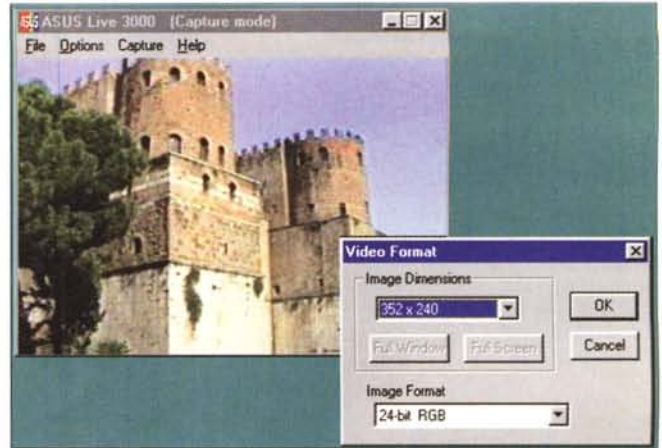 ASUS Live 3000 (Capture mode)
File Options Capture Help
Video Format
Image Dimensions
352 x 240
OK
Full Window Full Screen
Cancel
Image Format
24-bit RGB